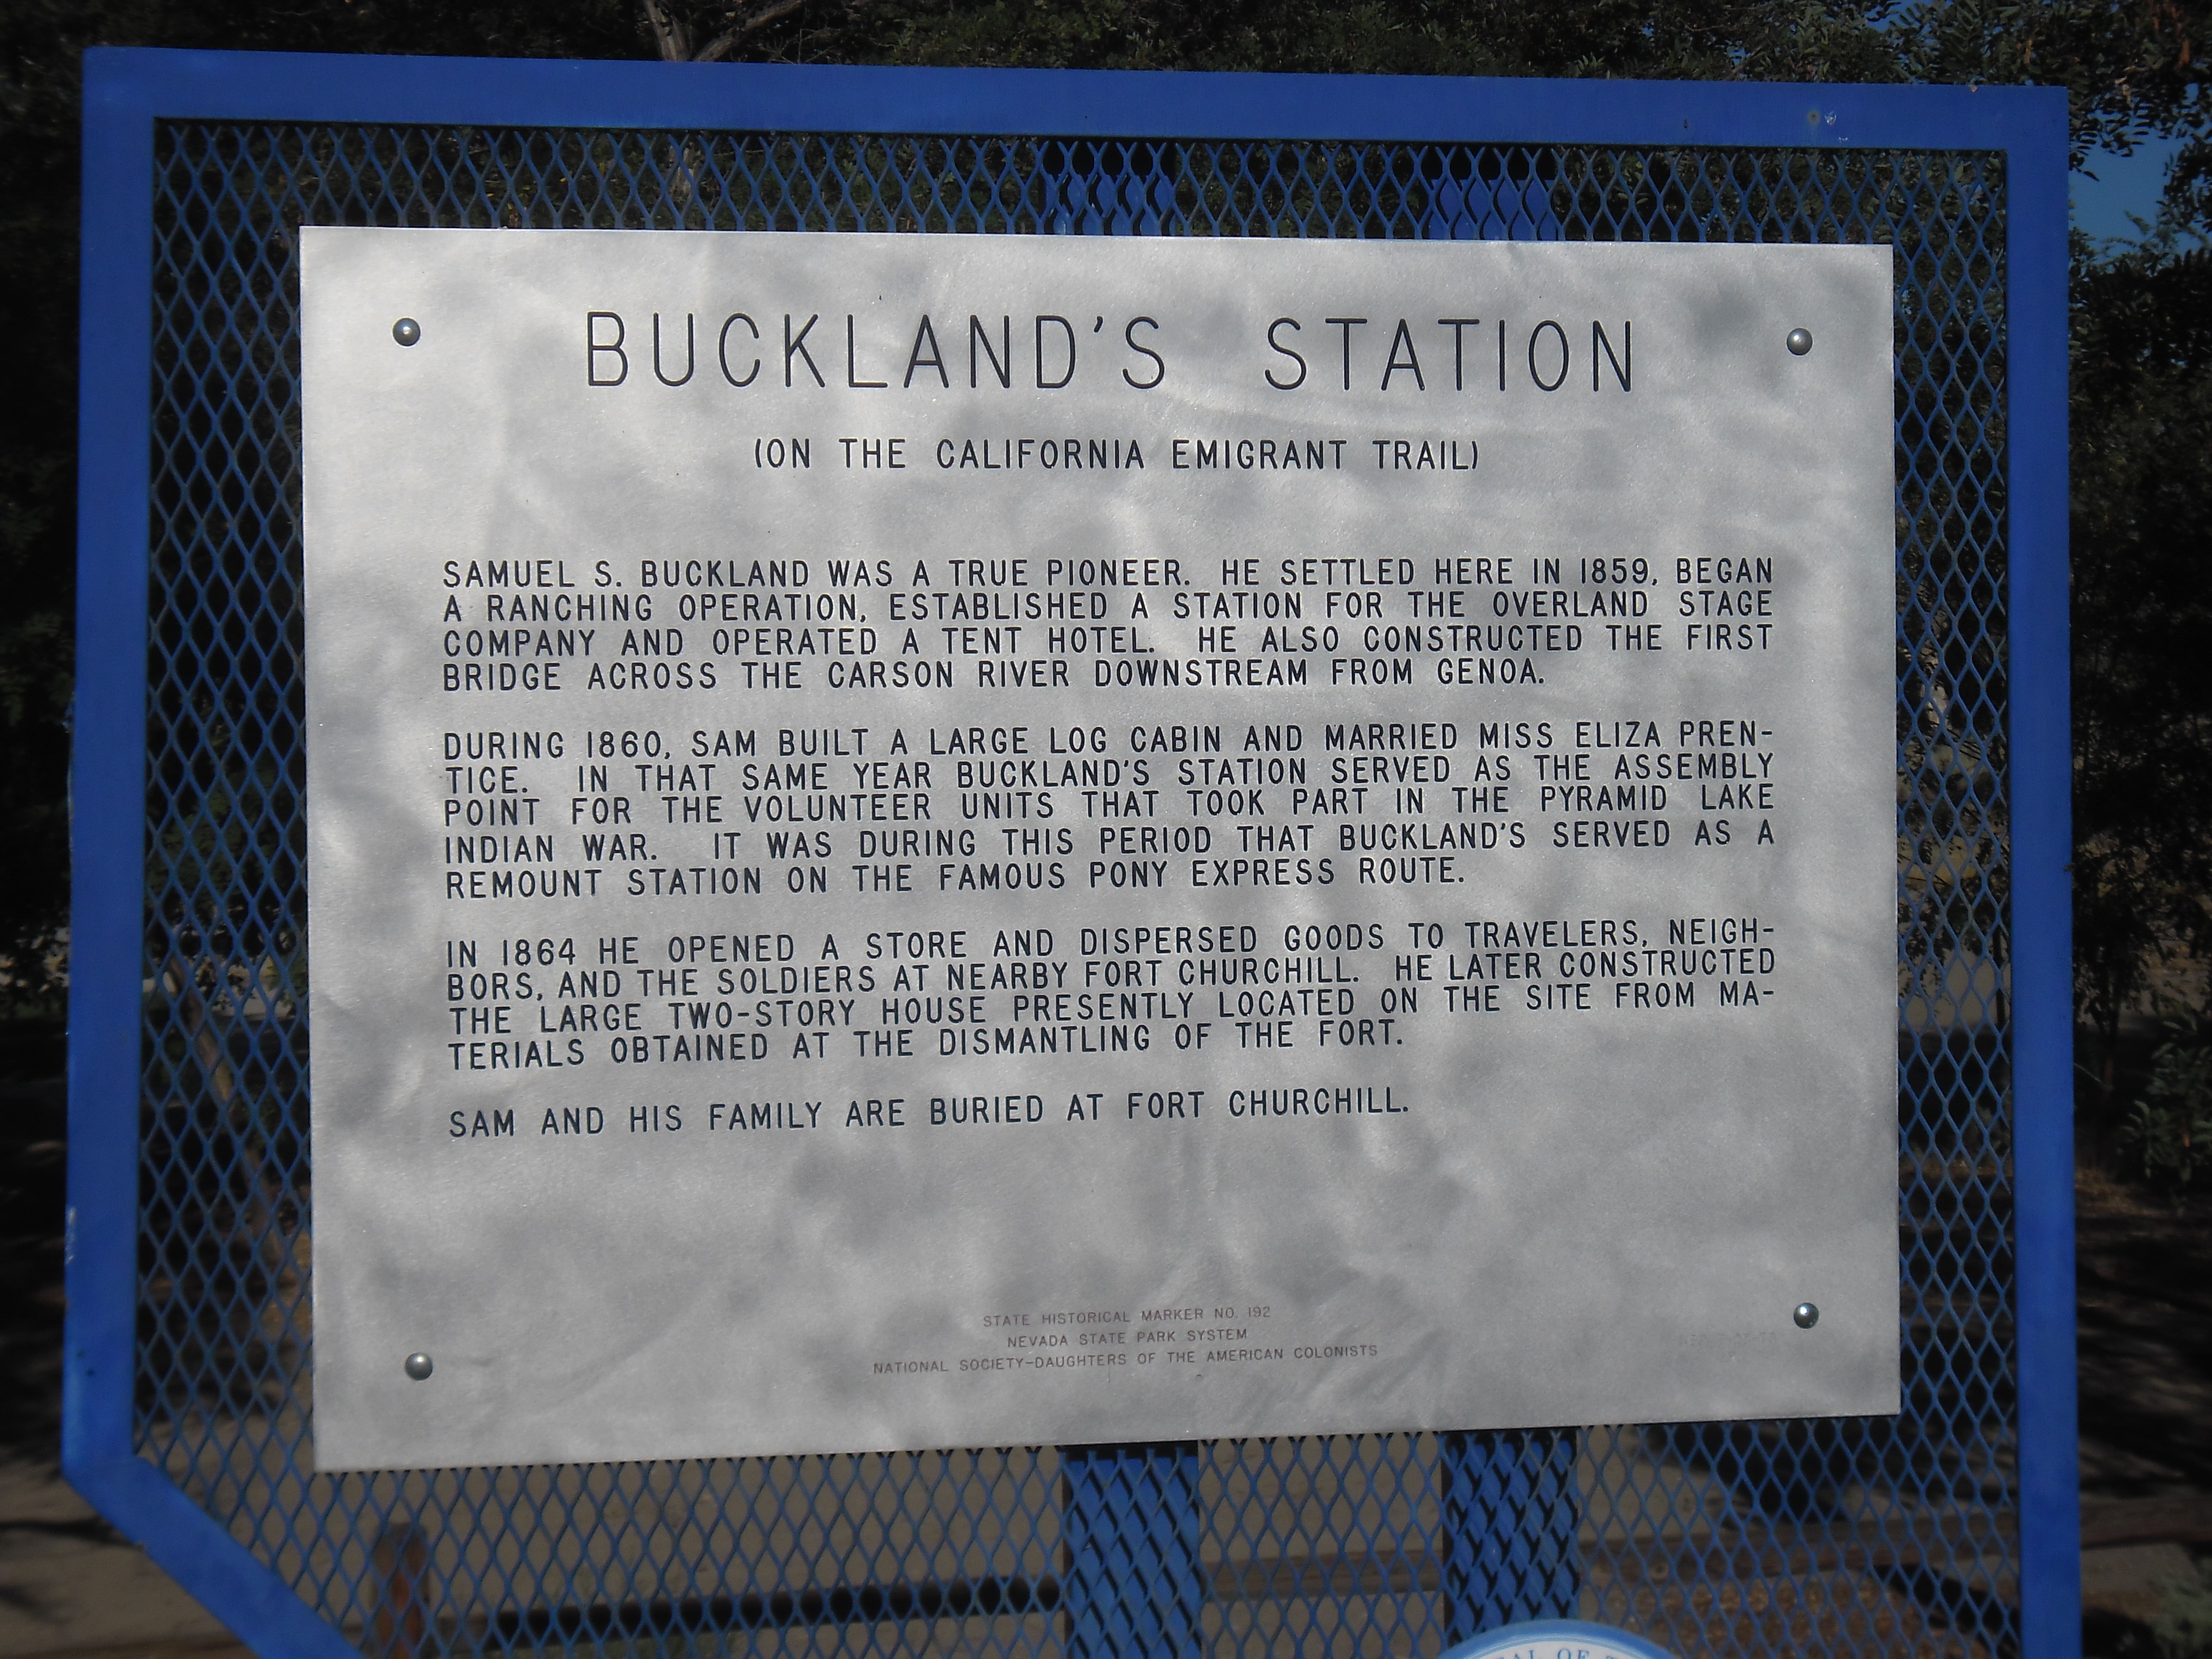 BUCKLAND'S STATION
(ON THE CALIFORNIA EMIGRANT TRAIL)
SAMUEL S. BUCKLAND WAS A TRUE PIONEER. HE SETTLED HERE IN 1859, BEGAN
A RANCHING OPERATION, ESTABLISHED A STATION FOR THE OVERLAND STAGE
COMPANY AND OPERATED A TENT HOTEL. HE ALSO CONSTRUCTED THE FIRST
BRIDGE ACROSS THE CARSON RIVER DOWNSTREAM FROM GENOA.
DURING 1860, SAM BUILT A LARGE LOG CABIN AND MARRIED MISS ELIZA PREN-
TICE. IN THAT SAME YEAR BUCKLAND'S STATION SERVED AS THE ASSEMBLY
POINT FOR THE VOLUNTEER UNITS THAT TOOK PART IN THE PYRAMID LAKE
INDIAN WAR. IT WAS DURING THIS PERIOD THAT BUCKLAND'S SERVED AS A
REMOUNT STATION ON THE FAMOUS PONY EXPRESS ROUTE.
IN 1864 HE OPENED A STORE AND DISPERSED GOODS TO TRAVELERS, NEIGH-
BORS, AND THE SOLDIERS AT NEARBY FORT CHURCHILL. HE LATER CONSTRUCTED
THE LARGE TWO-STORY HOUSE PRESENTLY LOCATED ON THE SITE FROM MA-
TERIALS OBTAINED AT THE DISMANTLING OF THE FORT.
SAM AND HIS FAMILY ARE BURIED AT FORT CHURCHILL.
STATE HISTORICAL MARKER NO. 192
NEVADA STATE PARK SYSTEM
NATIONAL SOCIETY-DAUGHTERS OF THE AMERICAN COLONISTS
OF